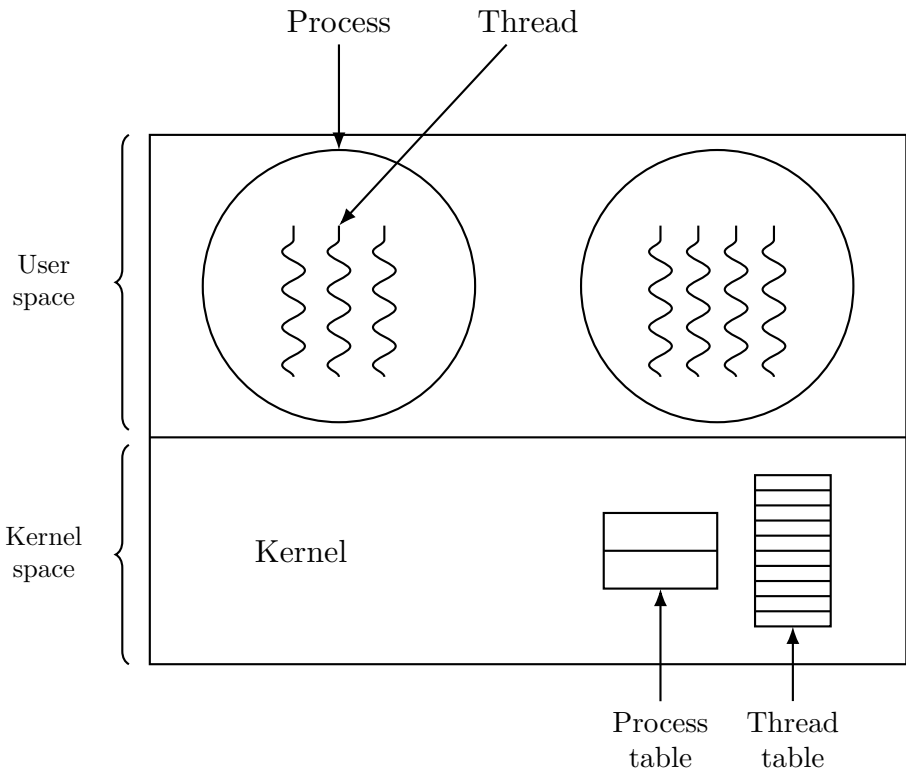 Process
Thread
User
space
Kernel
space
Kernel
Process
table
Thread
table